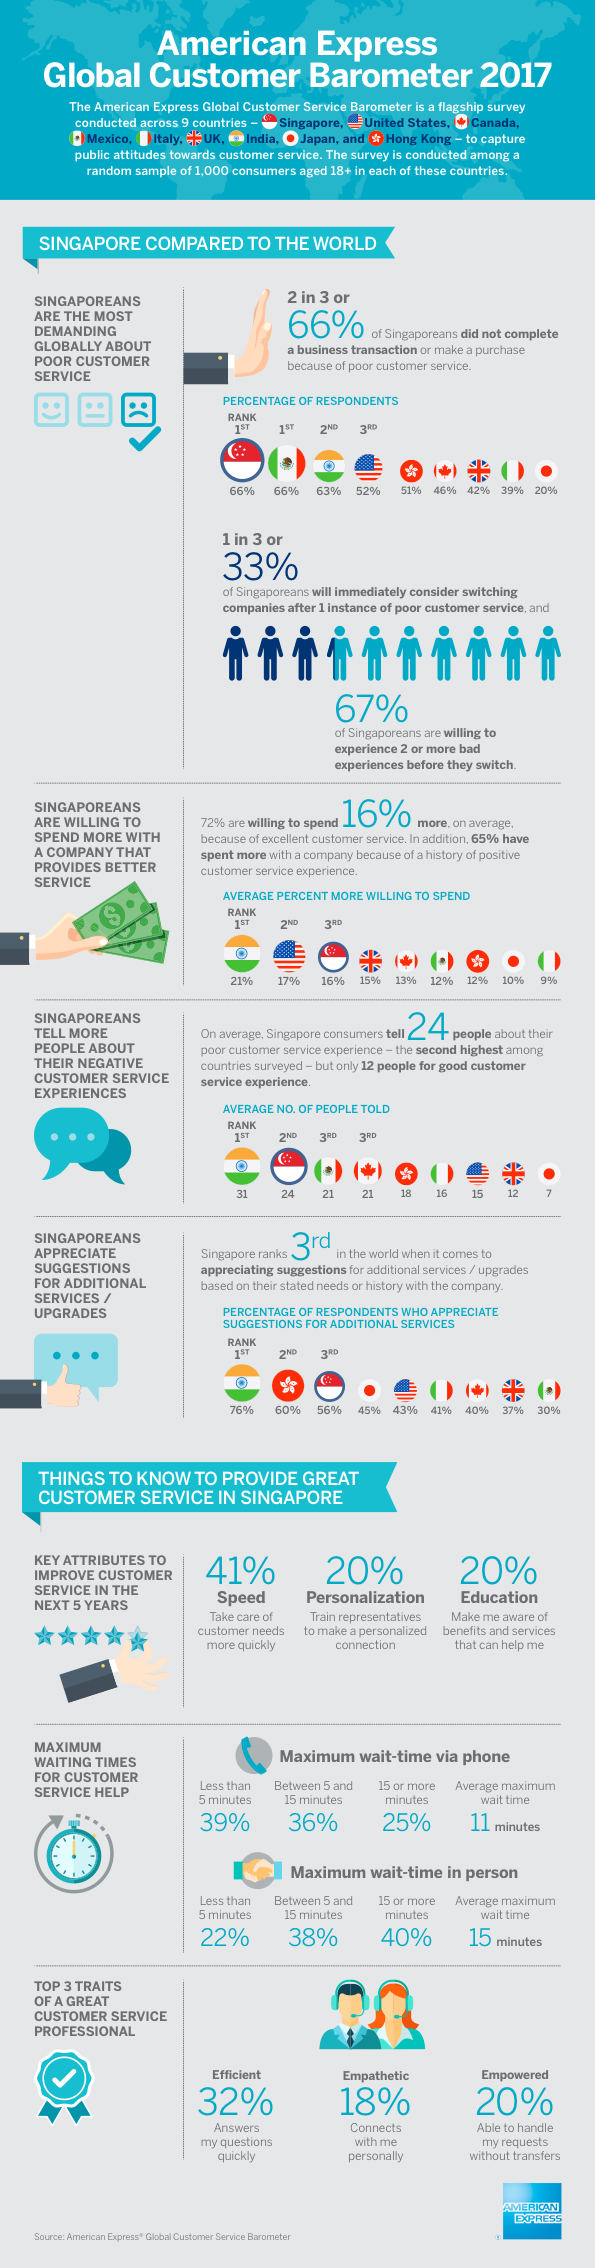 American Express
Global Customer Barometer 2017
The American Express Global Customer Service Barometer is a flagship survey
conducted across 9 countries – Singapore, United States, Canada,
Mexico, Italy, UK, India, Japan, and Hong Kong – to capture
public attitudes towards customer service. The survey is conducted among a
random sample of 1,000 consumers aged 18+ in each of these countries.
SINGAPORE COMPARED TO THE WORLD
SINGAPOREANS
ARE THE MOST
DEMANDING
GLOBALLY ABOUT
POOR CUSTOMER
SERVICE
2 in 3 or
66% of Singaporeans did not complete
a business transaction or make a purchase
because of poor customer service.
PERCENTAGE OF RESPONDENTS
RANK
1ST 1ST 2ND 3RD
66% 66% 63% 52% 51% 46% 42% 39% 20%
1 in 3 or
33%
of Singaporeans will immediately consider switching
companies after 1 instance of poor customer service, and
67%
of Singaporeans are willing to
experience 2 or more bad
experiences before they switch.
SINGAPOREANS
ARE WILLING TO
SPEND MORE WITH
A COMPANY THAT
PROVIDES BETTER
SERVICE
72% are willing to spend 16% more, on average,
because of excellent customer service. In addition, 65% have
spent more with a company because of a history of positive
customer service experience.
AVERAGE PERCENT MORE WILLING TO SPEND
RANK
1ST 2ND 3RD
21% 17% 16% 15% 13% 12% 12% 10% 9%
SINGAPOREANS
TELL MORE
PEOPLE ABOUT
THEIR NEGATIVE
CUSTOMER SERVICE
EXPERIENCES
On average, Singapore consumers tell 24 people about their
poor customer service experience – the second highest among
countries surveyed – but only 12 people for good customer
service experience.
AVERAGE NO. OF PEOPLE TOLD
RANK
1ST 2ND 3RD 3RD
31 24 21 21 18 16 15 12 7
SINGAPOREANS
APPRECIATE
SUGGESTIONS
FOR ADDITIONAL
SERVICES /
UPGRADES
Singapore ranks 3rd in the world when it comes to
appreciating suggestions for additional services / upgrades
based on their stated needs or history with the company.
PERCENTAGE OF RESPONDENTS WHO APPRECIATE
SUGGESTIONS FOR ADDITIONAL SERVICES
RANK
1ST 2ND 3RD
76% 60% 56% 45% 43% 41% 40% 37% 30%
THINGS TO KNOW TO PROVIDE GREAT
CUSTOMER SERVICE IN SINGAPORE
KEY ATTRIBUTES TO
IMPROVE CUSTOMER
SERVICE IN THE
NEXT 5 YEARS
41% 20% 20%
Speed Personalization Education
Take care of Train representatives Make me aware of
customer needs to make a personalized benefits and services
more quickly connection that can help me
MAXIMUM
WAITING TIMES
FOR CUSTOMER
SERVICE HELP
Maximum wait-time via phone
Less than Between 5 and 15 or more Average maximum
5 minutes 15 minutes minutes wait time
39% 36% 25% 11 minutes
Maximum wait-time in person
Less than Between 5 and 15 or more Average maximum
5 minutes 15 minutes minutes wait time
22% 38% 40% 15 minutes
TOP 3 TRAITS
OF A GREAT
CUSTOMER SERVICE
PROFESSIONAL
Efficient Empathetic Empowered
32% 18% 20%
Answers Connects Able to handle
my questions with me my requests
quickly personally without transfers
AMERICAN
EXPRESS
®
Source: American Express® Global Customer Service Barometer